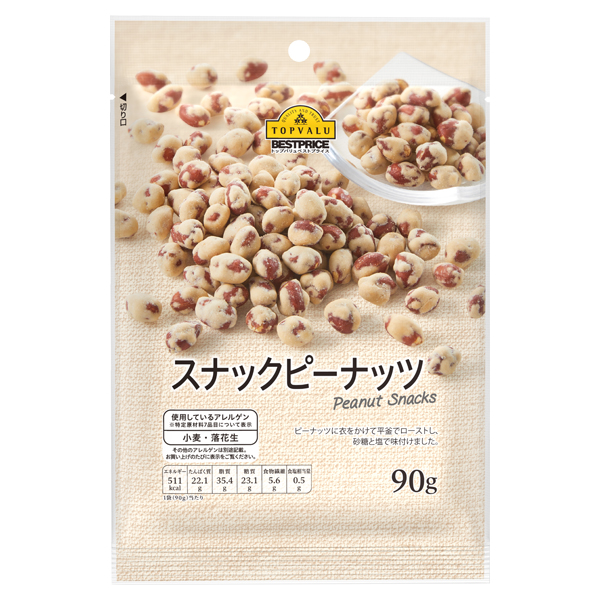 ◀切り口
QUALITY AND TRUST
TOPVALU
BESTPRICE
トップバリュベストプライス
スナックピーナッツ
Peanut Snacks
使用しているアレルゲン
※特定原材料7品目について表示
小麦・落花生
その他のアレルゲンは別途記載。
お買い上げのたびに表示をご覧ください。
ピーナッツに衣をかけて平釜でローストし、
砂糖と塩で味付けました。
エネルギー たんぱく質 脂質 糖質 食物繊維 食塩相当量
511 22.1 35.4 23.1 5.6 0.5
kcal g g g g g
1袋(90g)当たり
90g